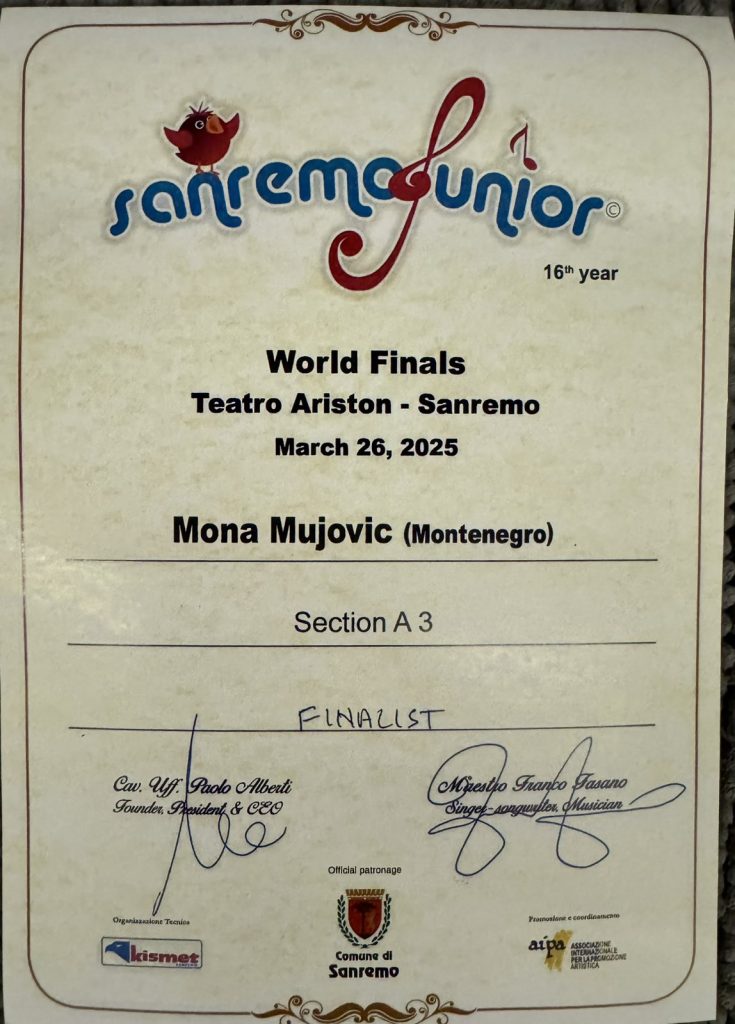 sanremoJunior©
16th year
World Finals
Teatro Ariston - Sanremo
March 26, 2025
Mona Mujovic (Montenegro)
Section A 3
FINALIST
Cav. Uff. Paolo Alberti
Founder, President & CEO
Maestro Franco Fasano
Singer-songwriter, Musician
Official patronage
Organizzazione Tecnica
kismet
Comune di
Sanremo
Promozione e coordinamento
aipa
ASSOCIAZIONE
INTERNAZIONALE
PER LA PROMOZIONE
ARTISTICA